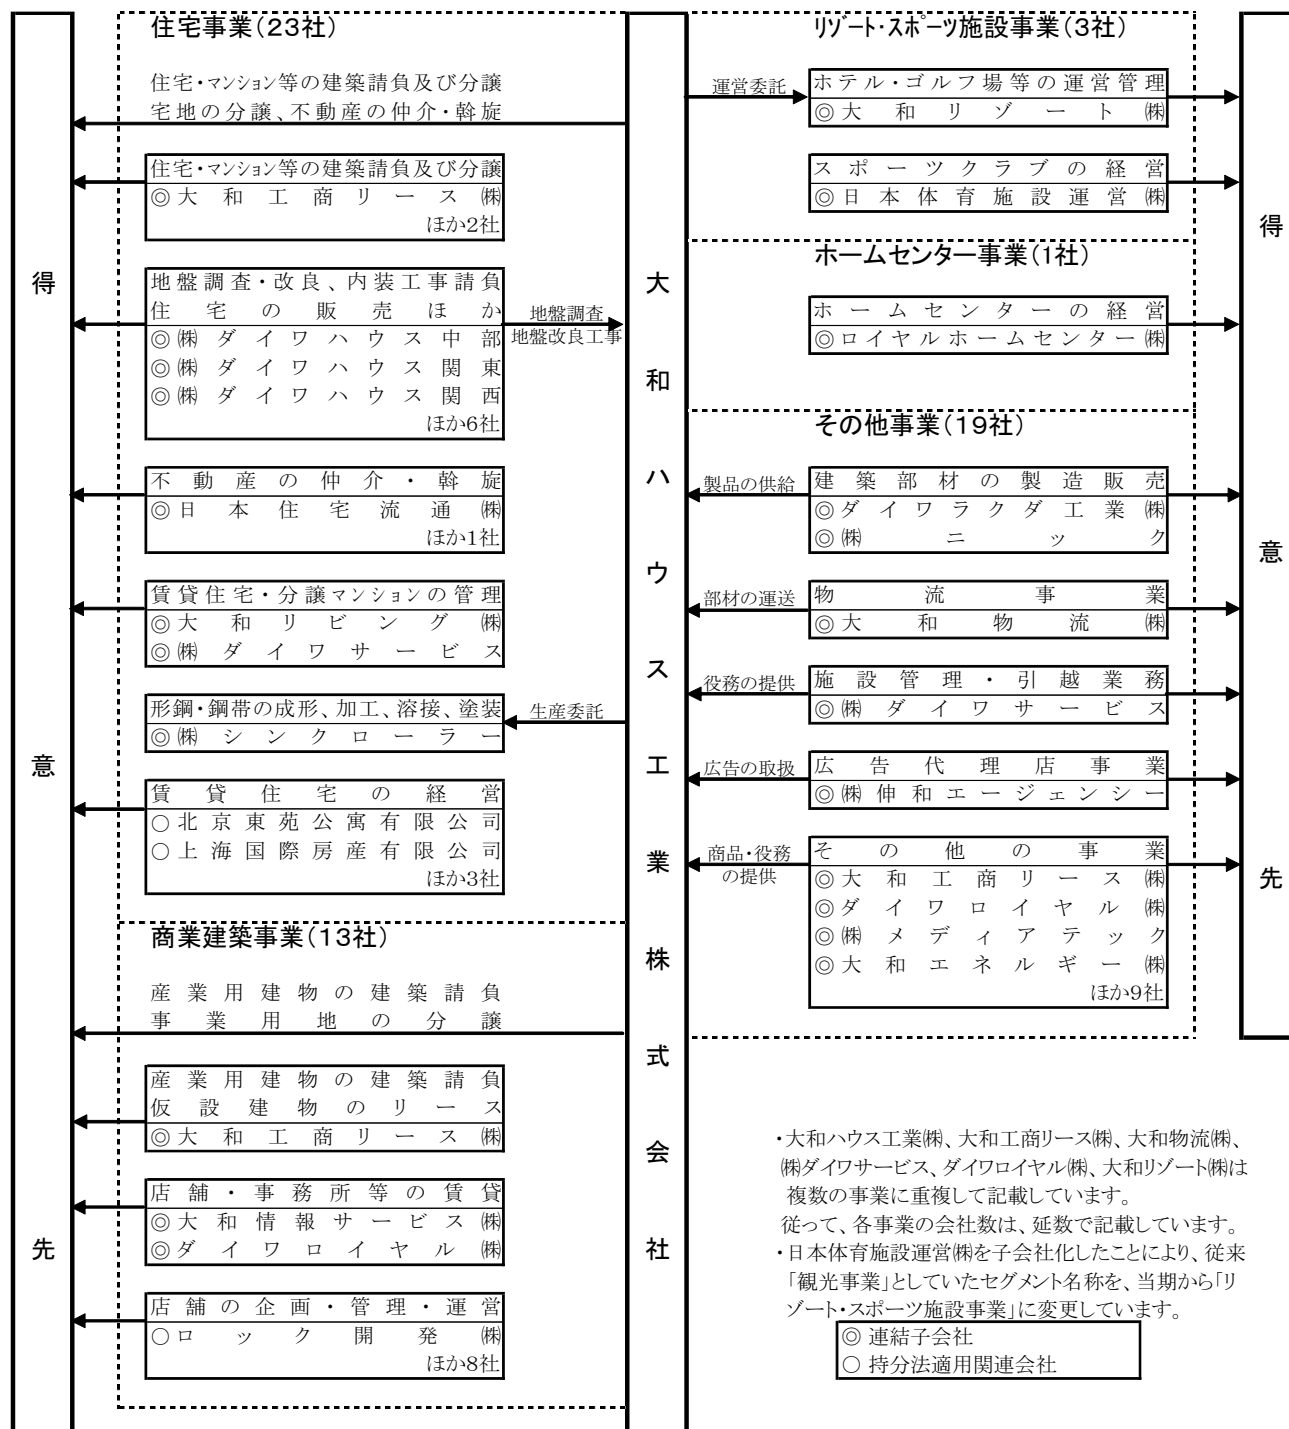 得意先
住宅事業(23社)
住宅・マンション等の建築請負及び分譲
宅地の分譲、不動産の仲介・斡旋
住宅・マンション等の建築請負及び分譲
◎大和工商リース㈱
ほか2社
地盤調査・改良、内装工事請負
住宅の販売ほか
◎㈱ダイワハウス中部
◎㈱ダイワハウス関東
◎㈱ダイワハウス関西
ほか6社
地盤調査
地盤改良工事
不動産の仲介・斡旋
◎日本住宅流通㈱
ほか1社
賃貸住宅・分譲マンションの管理
◎大和リビング㈱
◎㈱ダイワサービス
形鋼・鋼帯の成形、加工、溶接、塗装
◎㈱シンクローラー
生産委託
賃貸住宅の経営
○北京東苑公寓有限公司
○上海国際房産有限公司
ほか3社
商業建築事業(13社)
産業用建物の建築請負
事業用地の分譲
産業用建物の建築請負
仮設建物のリース
◎大和工商リース㈱
店舗・事務所等の賃貸
◎大和情報サービス㈱
◎ダイワロイヤル㈱
店舗の企画・管理・運営
○ロック開発㈱
ほか8社
大和ハウス工業株式会社
リゾート・スポーツ施設事業(3社)
運営委託
ホテル・ゴルフ場等の運営管理
◎大和リゾート㈱
スポーツクラブの経営
◎日本体育施設運営㈱
ホームセンター事業(1社)
ホームセンターの経営
◎ロイヤルホームセンター㈱
その他事業(19社)
製品の供給
建築部材の製造販売
◎ダイワラクダ工業㈱
◎㈱ニック
部材の運送
物流事業
◎大和物流㈱
役務の提供
施設管理・引越業務
◎㈱ダイワサービス
広告の取扱
広告代理店事業
◎㈱伸和エージェンシー
商品・役務
の提供
その他の事業
◎大和工商リース㈱
◎ダイワロイヤル㈱
◎㈱メディアテック
◎大和エネルギー㈱
ほか9社
得意先
・大和ハウス工業㈱、大和工商リース㈱、大和物流㈱、
㈱ダイワサービス、ダイワロイヤル㈱、大和リゾート㈱は
複数の事業に重複して記載しています。
従って、各事業の会社数は、延数で記載しています。
・日本体育施設運営㈱を子会社化したことにより、従来
「観光事業」としていたセグメント名称を、当期から「リ
ゾート・スポーツ施設事業」に変更しています。
◎ 連結子会社
○ 持分法適用関連会社